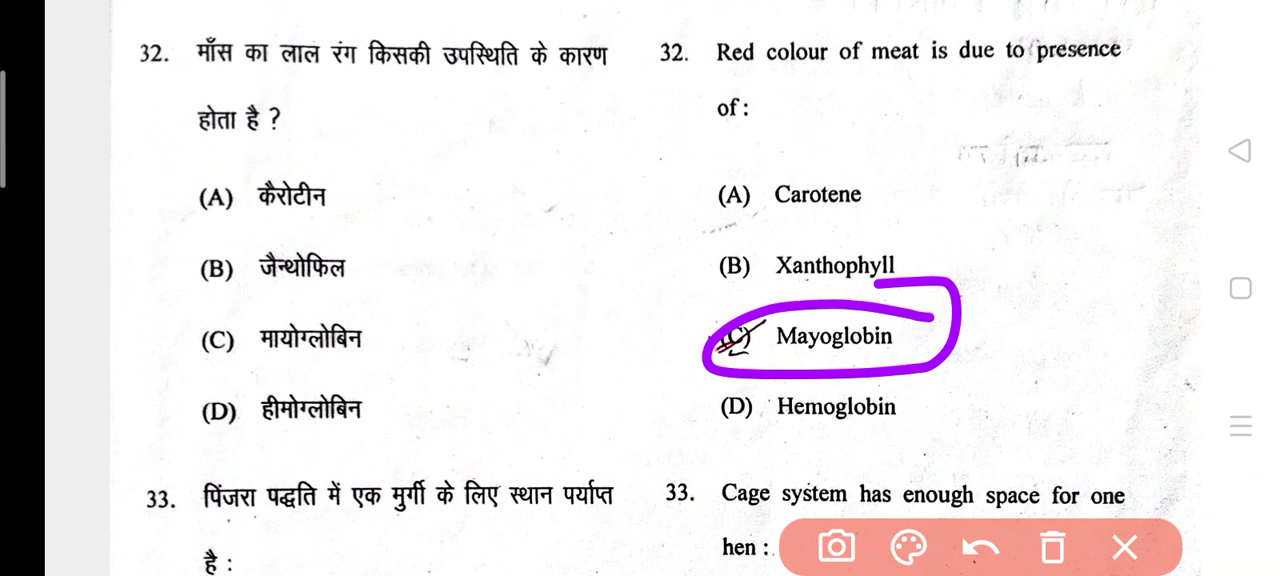 32. माँस का लाल रंग किसकी उपस्थिति के कारण
होता है ?
(A) कैरोटीन
(B) जैन्थोफिल
(C) मायोग्लोबिन
(D) हीमोग्लोबिन
33. पिंजरा पद्धति में एक मुर्गी के लिए स्थान पर्याप्त
है :
32. Red colour of meat is due to presence
of :
(A) Carotene
(B) Xanthophyll
(C) Mayoglobin
(D) Hemoglobin
33. Cage system has enough space for one
hen :